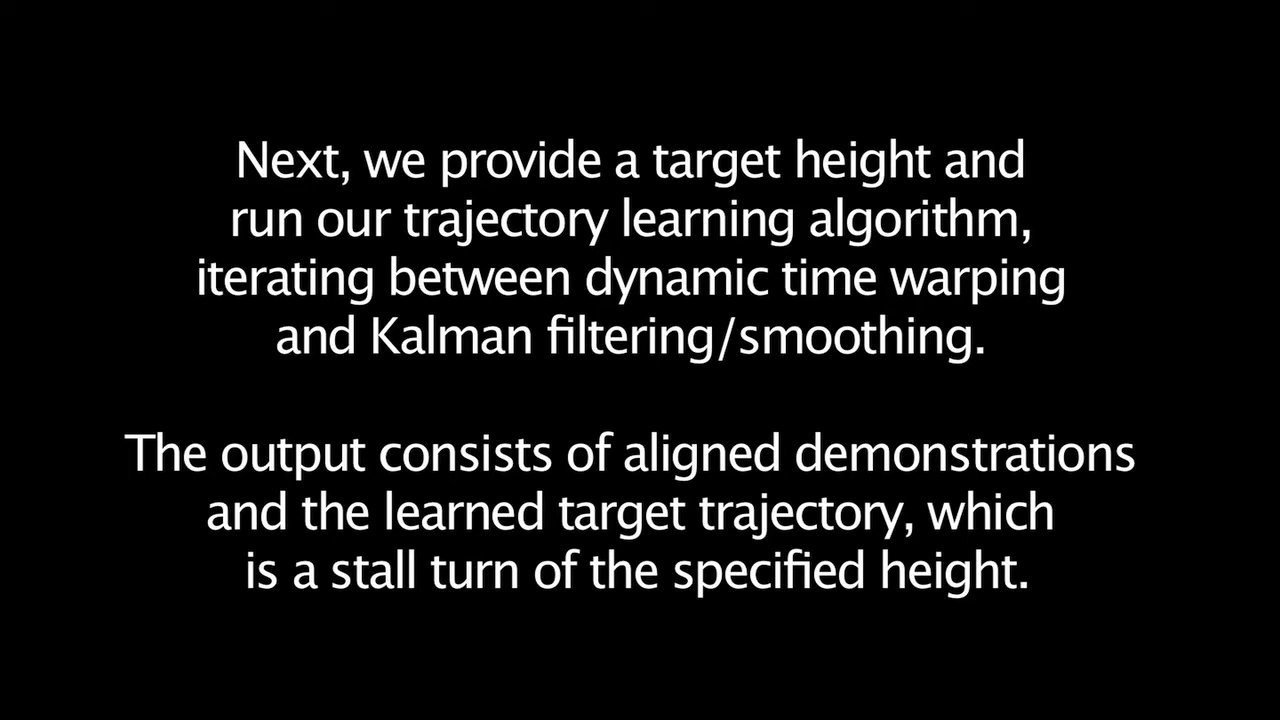 Next, we provide a target height and
run our trajectory learning algorithm,
iterating between dynamic time warping
and Kalman filtering/smoothing.
The output consists of aligned demonstrations
and the learned target trajectory, which
is a stall turn of the specified height.